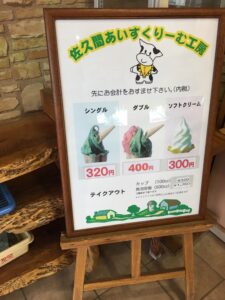 佐久間あいすくりーむ工房
先にお会計をおすませ下さい。(内税)
シングル
ダブル
ソフトクリーム
320円
400円
300円
テイクアウト
カップ